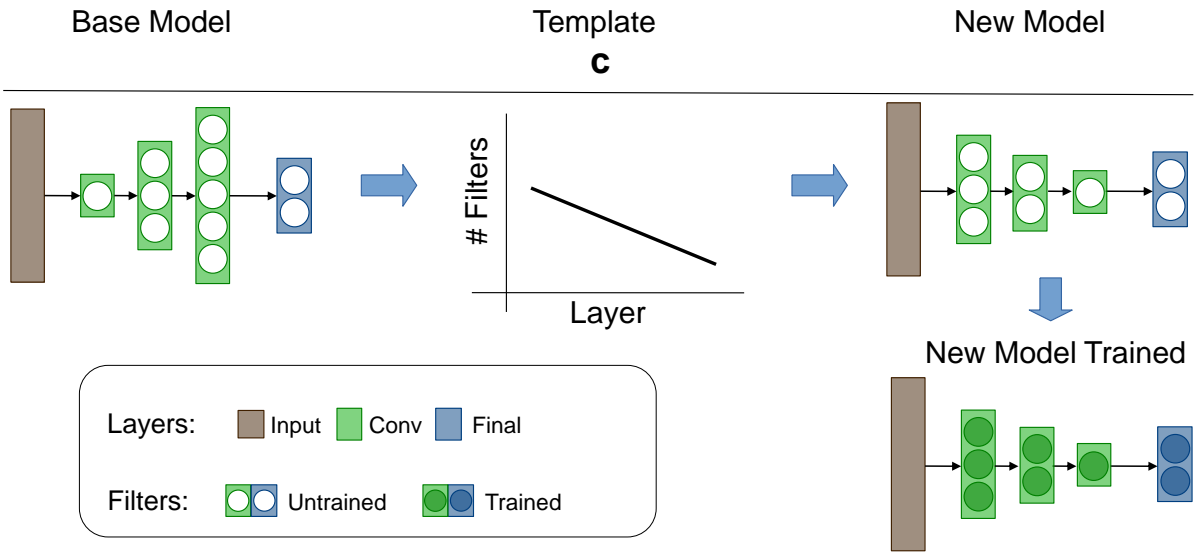 Base Model
Template
New Model
c
# Filters
Layer
New Model Trained
Layers:
Input
Conv
Final
Filters:
Untrained
Trained